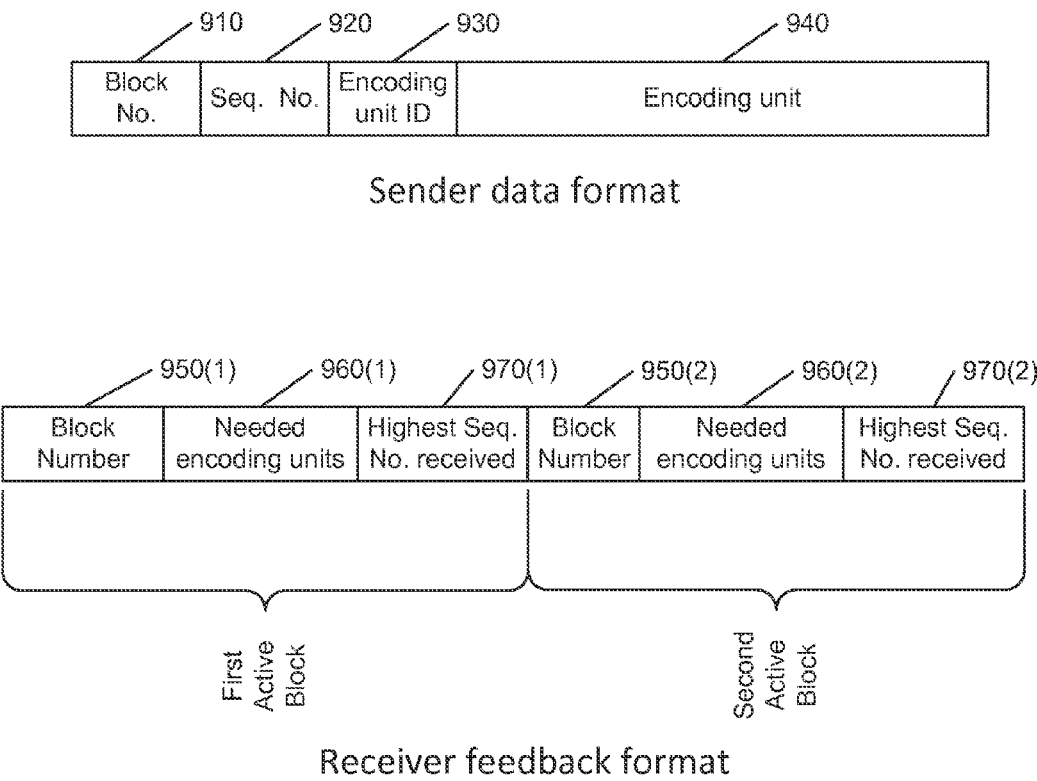 910 920 930 940
Block No. Seq. No. Encoding unit ID Encoding unit
Sender data format
950(1) 960(1) 970(1) 950(2) 960(2) 970(2)
Block Number Needed encoding units Highest Seq. No. received Block Number Needed encoding units Highest Seq. No. received
First Active Block
Second Active Block
Receiver feedback format